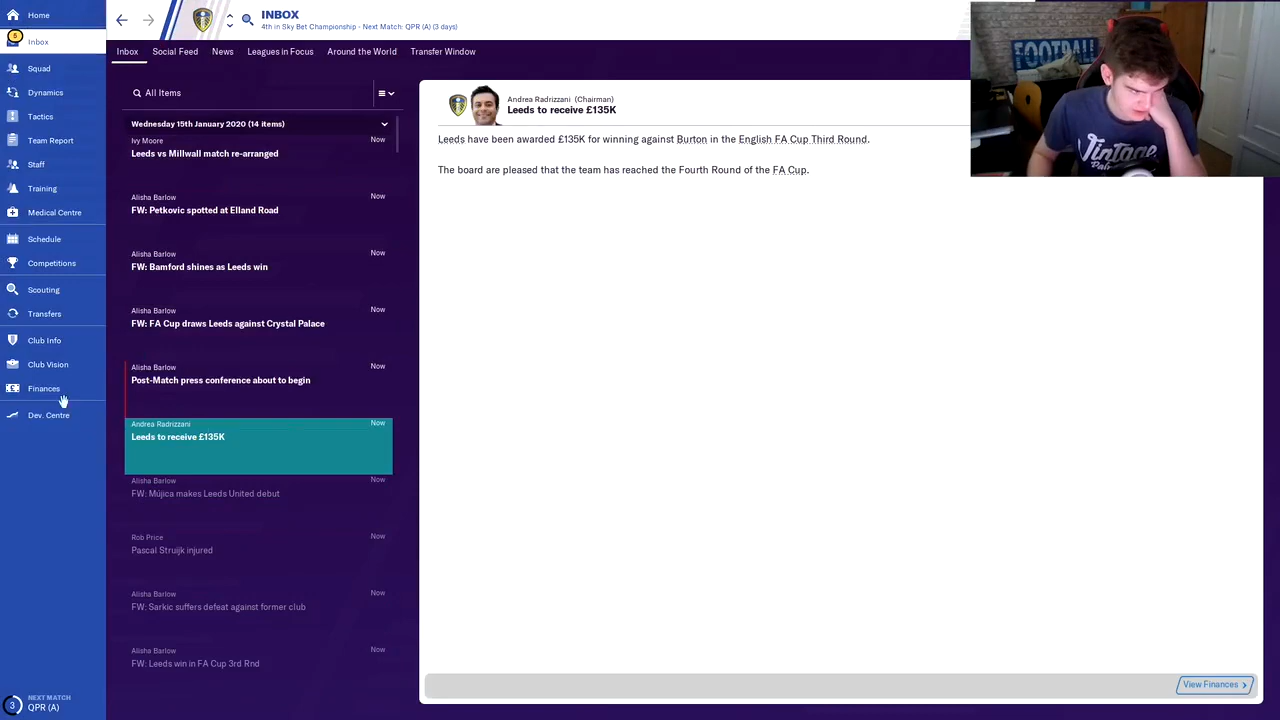 INBOX
4th in Sky Bet Championship - Next Match: QPR (A) (3 days)
5
Inbox
Home
Squad
Dynamics
Tactics
Team Report
Staff
Training
Medical Centre
Schedule
Competitions
Scouting
Transfers
Club Info
Club Vision
Finances
Dev. Centre
3
NEXT MATCH
QPR (A)
Inbox Social Feed News Leagues in Focus Around the World Transfer Window
All Items
Wednesday 15th January 2020 (14 items)
Ivy Moore Now
Leeds vs Millwall match re-arranged
Alisha Barlow Now
FW: Petkovic spotted at Elland Road
Alisha Barlow Now
FW: Bamford shines as Leeds win
Alisha Barlow Now
FW: FA Cup draws Leeds against Crystal Palace
Alisha Barlow Now
Post-Match press conference about to begin
Andrea Radrizzani Now
Leeds to receive £135K
Alisha Barlow Now
FW: Mújica makes Leeds United debut
Rob Price Now
Pascal Struijk injured
Alisha Barlow Now
FW: Sarkic suffers defeat against former club
Alisha Barlow Now
FW: Leeds win in FA Cup 3rd Rnd
Andrea Radrizzani (Chairman)
Leeds to receive £135K
Leeds have been awarded £135K for winning against Burton in the English FA Cup Third Round.
The board are pleased that the team has reached the Fourth Round of the FA Cup.
View Finances
FOOTBALL
Vintage